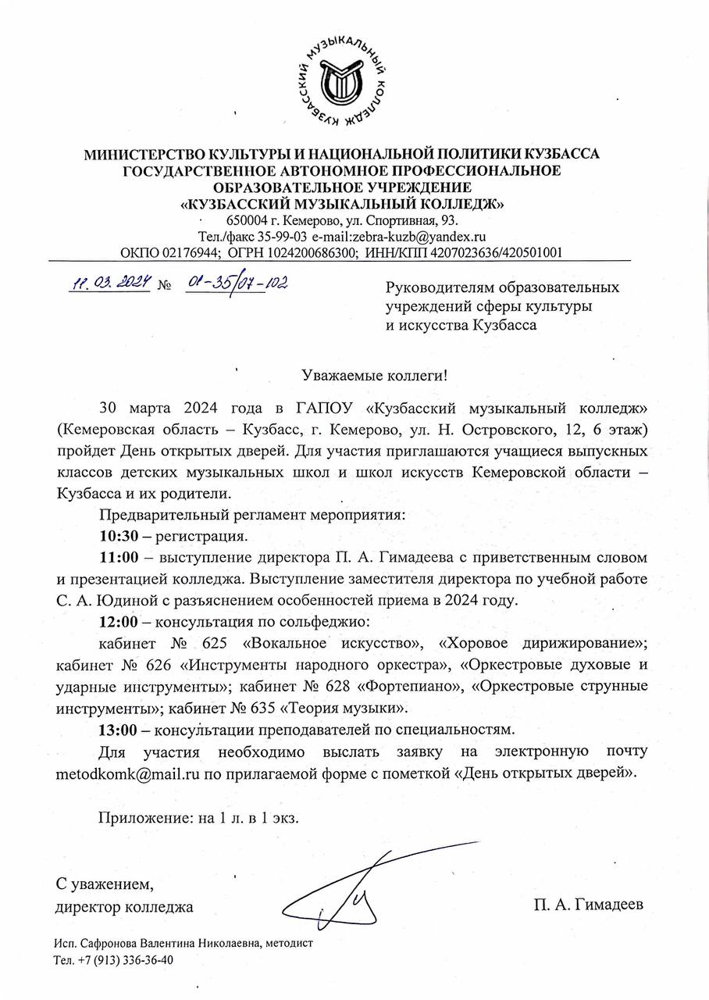 КУЗБАССКИЙ МУЗЫКАЛЬНЫЙ КОЛЛЕДЖ
МИНИСТЕРСТВО КУЛЬТУРЫ И НАЦИОНАЛЬНОЙ ПОЛИТИКИ КУЗБАССА
ГОСУДАРСТВЕННОЕ АВТОНОМНОЕ ПРОФЕССИОНАЛЬНОЕ
ОБРАЗОВАТЕЛЬНОЕ УЧРЕЖДЕНИЕ
«КУЗБАССКИЙ МУЗЫКАЛЬНЫЙ КОЛЛЕДЖ»
650004 г. Кемерово, ул. Спортивная, 93.
Тел./факс 35-99-03 e-mail:zebra-kuzb@yandex.ru
ОКПО 02176944; ОГРН 1024200686300; ИНН/КПП 4207023636/420501001
11.03.2024 № 01-35/07-102
Руководителям образовательных
учреждений сферы культуры
и искусства Кузбасса
Уважаемые коллеги!
30 марта 2024 года в ГАПОУ «Кузбасский музыкальный колледж»
(Кемеровская область – Кузбасс, г. Кемерово, ул. Н. Островского, 12, 6 этаж)
пройдет День открытых дверей. Для участия приглашаются учащиеся выпускных
классов детских музыкальных школ и школ искусств Кемеровской области –
Кузбасса и их родители.
Предварительный регламент мероприятия:
10:30 – регистрация.
11:00 – выступление директора П. А. Гимадеева с приветственным словом
и презентацией колледжа. Выступление заместителя директора по учебной работе
С. А. Юдиной с разъяснением особенностей приема в 2024 году.
12:00 – консультация по сольфеджио:
кабинет № 625 «Вокальное искусство», «Хоровое дирижирование»;
кабинет № 626 «Инструменты народного оркестра», «Оркестровые духовые и
ударные инструменты»; кабинет № 628 «Фортепиано», «Оркестровые струнные
инструменты»; кабинет № 635 «Теория музыки».
13:00 – консультации преподавателей по специальностям.
Для участия необходимо выслать заявку на электронную почту
metodkomk@mail.ru по прилагаемой форме с пометкой «День открытых дверей».
Приложение: на 1 л. в 1 экз.
С уважением,
директор колледжа
П. А. Гимадеев
Исп. Сафронова Валентина Николаевна, методист
Тел. +7 (913) 336-36-40